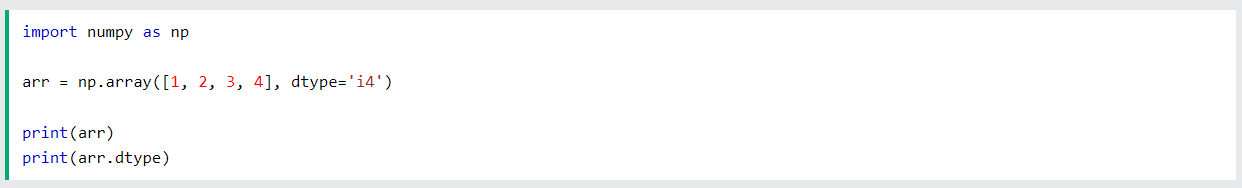 import numpy as np
arr = np.array([1, 2, 3, 4], dtype='i4')
print(arr)
print(arr.dtype)